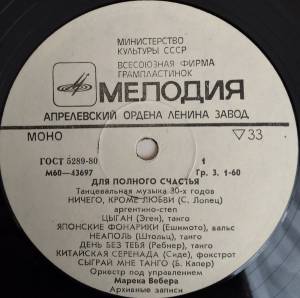 МИНИСТЕРСТВО
КУЛЬТУРЫ СССР
ВСЕСОЮЗНАЯ ФИРМА
ГРАМПЛАСТИНОК
МЕЛОДИЯ
АПРЕЛЕВСКИЙ ОРДЕНА ЛЕНИНА ЗАВОД
МОНО
▽33
ГОСТ 5289-80
1
М60—43697
Гр. 3. 1-60
ДЛЯ ПОЛНОГО СЧАСТЬЯ
Танцевальная музыка 30-х годов
НИЧЕГО, КРОМЕ ЛЮБВИ (С. Лопец)
аргентино-степ
ЦЫГАН (Эген), танго
ЯПОНСКИЕ ФОНАРИКИ (Ешимото), вальс
НЕАПОЛЬ (Штольц), танго
ДЕНЬ БЕЗ ТЕБЯ (Ребнер), танго
КИТАЙСКАЯ СЕРЕНАДА (Сиде), фокстрот
СЫГРАЙ МНЕ ТАНГО (Б. Капер)
Оркестр под управлением
Марека Вебера
Архивные записи